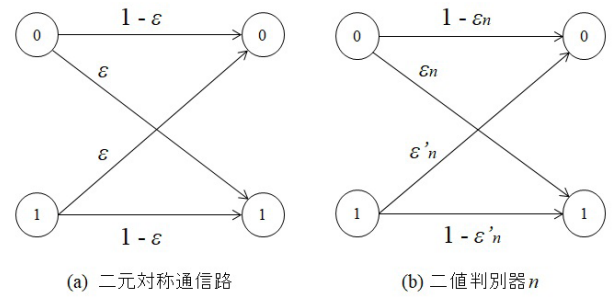 1 - ε
0 0
ε
ε
1 1
1 - ε
(a) 二元対称通信路
1 - εn
0 0
εn
ε’n
1 1
1 - ε’n
(b) 二値判別器 n